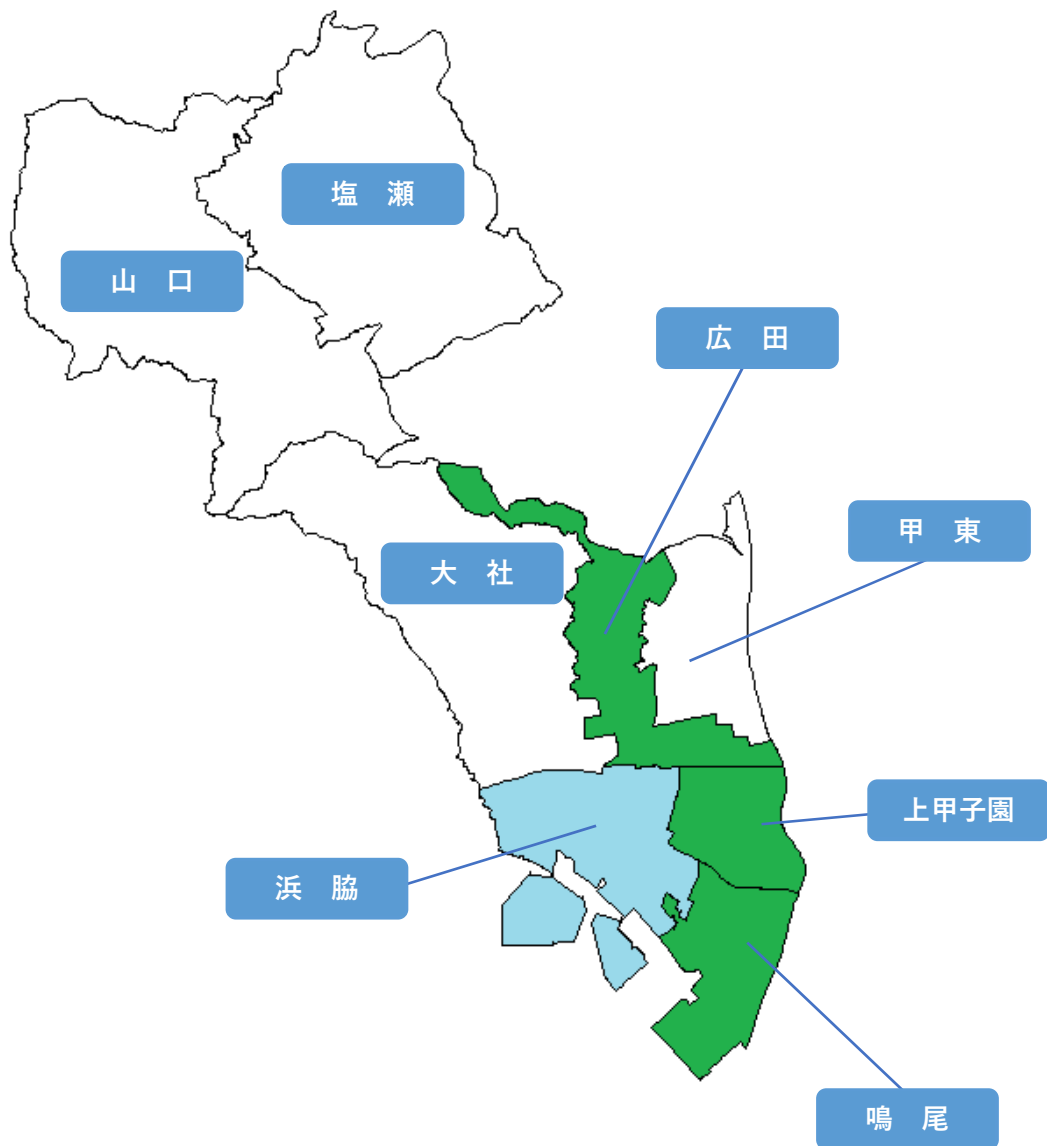 塩　瀬
山　口
広　田
甲　東
大　社
上甲子園
浜　脇
鳴　尾